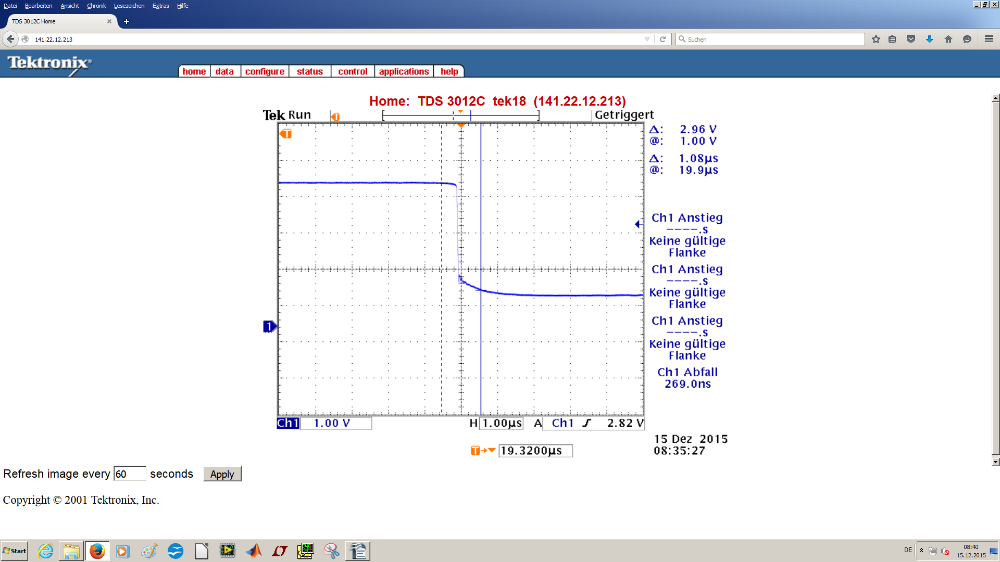 Datei Bearbeiten Ansicht Chronik Lesezeichen Extras Hilfe
TDS 3012C Home
141.22.12.213
Suchen
Tektronix®
home data configure status control applications help
Home: TDS 3012C tek18 (141.22.12.213)
Tek Run
T
Getriggert
T
Δ: 2.96 V
@: 1.00 V
Δ: 1.08µs
@: 19.9µs
Ch1 Anstieg
----.s
Keine gültige
Flanke
Ch1 Anstieg
----.s
Keine gültige
Flanke
1
Ch1 Anstieg
----.s
Keine gültige
Flanke
Ch1 Abfall
269.0ns
Ch1 1.00 V H 1.00µs A Ch1 2.82 V
T 19.3200µs
15 Dez 2015
08:35:27
Refresh image every 60 seconds Apply
Copyright © 2001 Tektronix, Inc.
Start
DE
08:40
15.12.2015